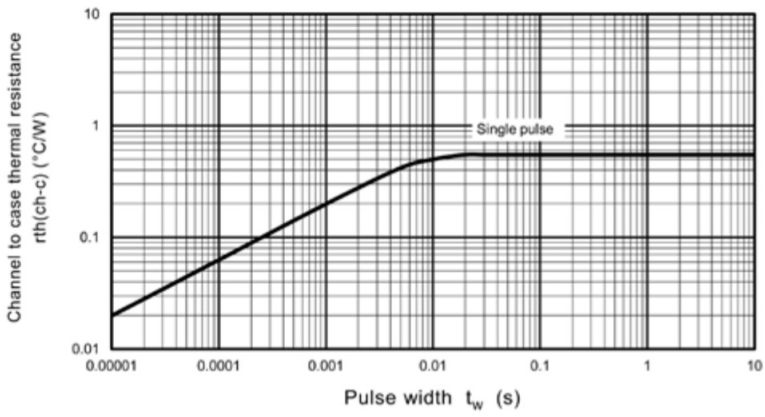 10
1
0.1
0.01
Channel to case thermal resistance
rth(ch-c) (°C/W)
Single pulse
0.00001
0.0001
0.001
0.01
0.1
1
10
Pulse width tw (s)